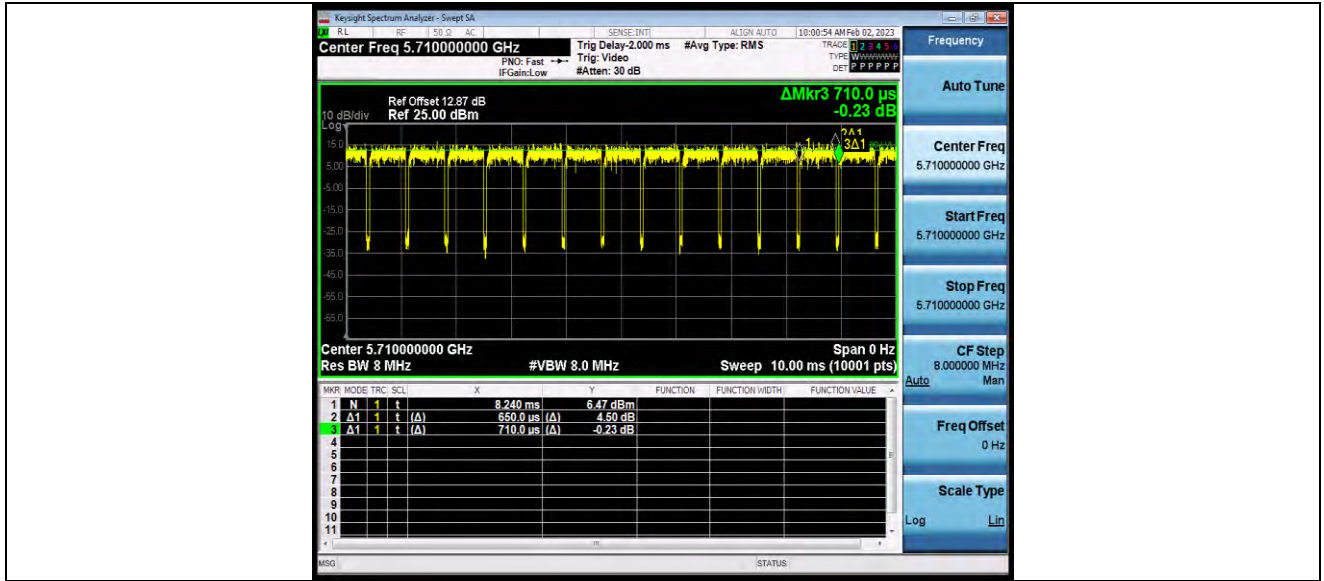 Keysight Spectrum Analyzer - Swept SA
RL RF 50 Ω AC SENSE:INT ALIGN AUTO 10:00:54 AM Feb 02, 2023
Center Freq 5.710000000 GHz
PNO: Fast
IFGain:Low
Trig Delay-2.000 ms
Trig: Video
#Atten: 30 dB
#Avg Type: RMS
TRACE 1 2 3 4 5 6
TYPE
DET P P P P P P
ΔMkr3 710.0 µs
-0.23 dB
Ref Offset 12.87 dB
10 dB/div Ref 25.00 dBm
Log
15.0
5.00
-5.00
-15.0
-25.0
-35.0
-45.0
-55.0
-65.0
1
2Δ1
3Δ1
Center 5.710000000 GHz Span 0 Hz
Res BW 8 MHz #VBW 8.0 MHz Sweep 10.00 ms (10001 pts)
MKR MODE TRC SCL X Y FUNCTION FUNCTION WIDTH FUNCTION VALUE
1 N 1 t 8.240 ms 6.47 dBm
2 Δ1 1 t (Δ) 650.0 µs (Δ) 4.50 dB
3 Δ1 1 t (Δ) 710.0 µs (Δ) -0.23 dB
4
5
6
7
8
9
10
11
MSG STATUS
Frequency
Auto Tune
Center Freq
5.710000000 GHz
Start Freq
5.710000000 GHz
Stop Freq
5.710000000 GHz
CF Step
8.000000 MHz
Auto Man
Freq Offset
0 Hz
Scale Type
Log Lin